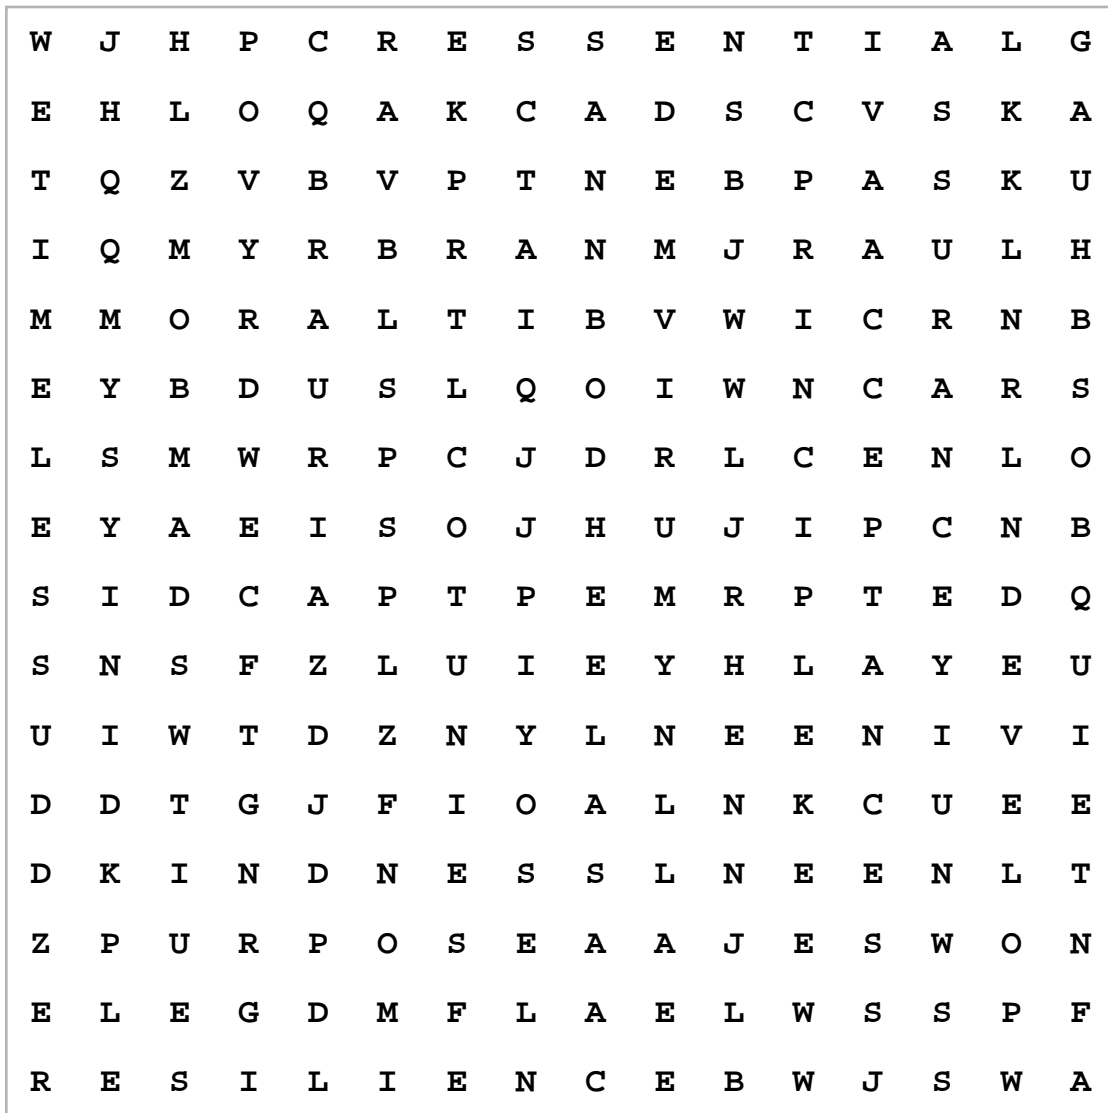 W J H P C R E S S E N T I A L G
E H L O Q A K C A D S C V S K A
T Q Z V B V P T N E B P A S K U
I Q M Y R B R A N M J R A U L H
M M O R A L T I B V W I C R N B
E Y B D U S L Q O I W N C A R S
L S M W R P C J D R L C E N L O
E Y A E I S O J H U J I P C N B
S I D C A P T P E M R P T E D Q
S N S F Z L U I E Y H L A Y E U
U I W T D Z N Y L N E E N I V I
D D T G J F I O A L N K C U E E
D K I N D N E S S L N E E N L T
Z P U R P O S E A A J E S W O N
E L E G D M F L A E L W S S P F
R E S I L I E N C E B W J S W A